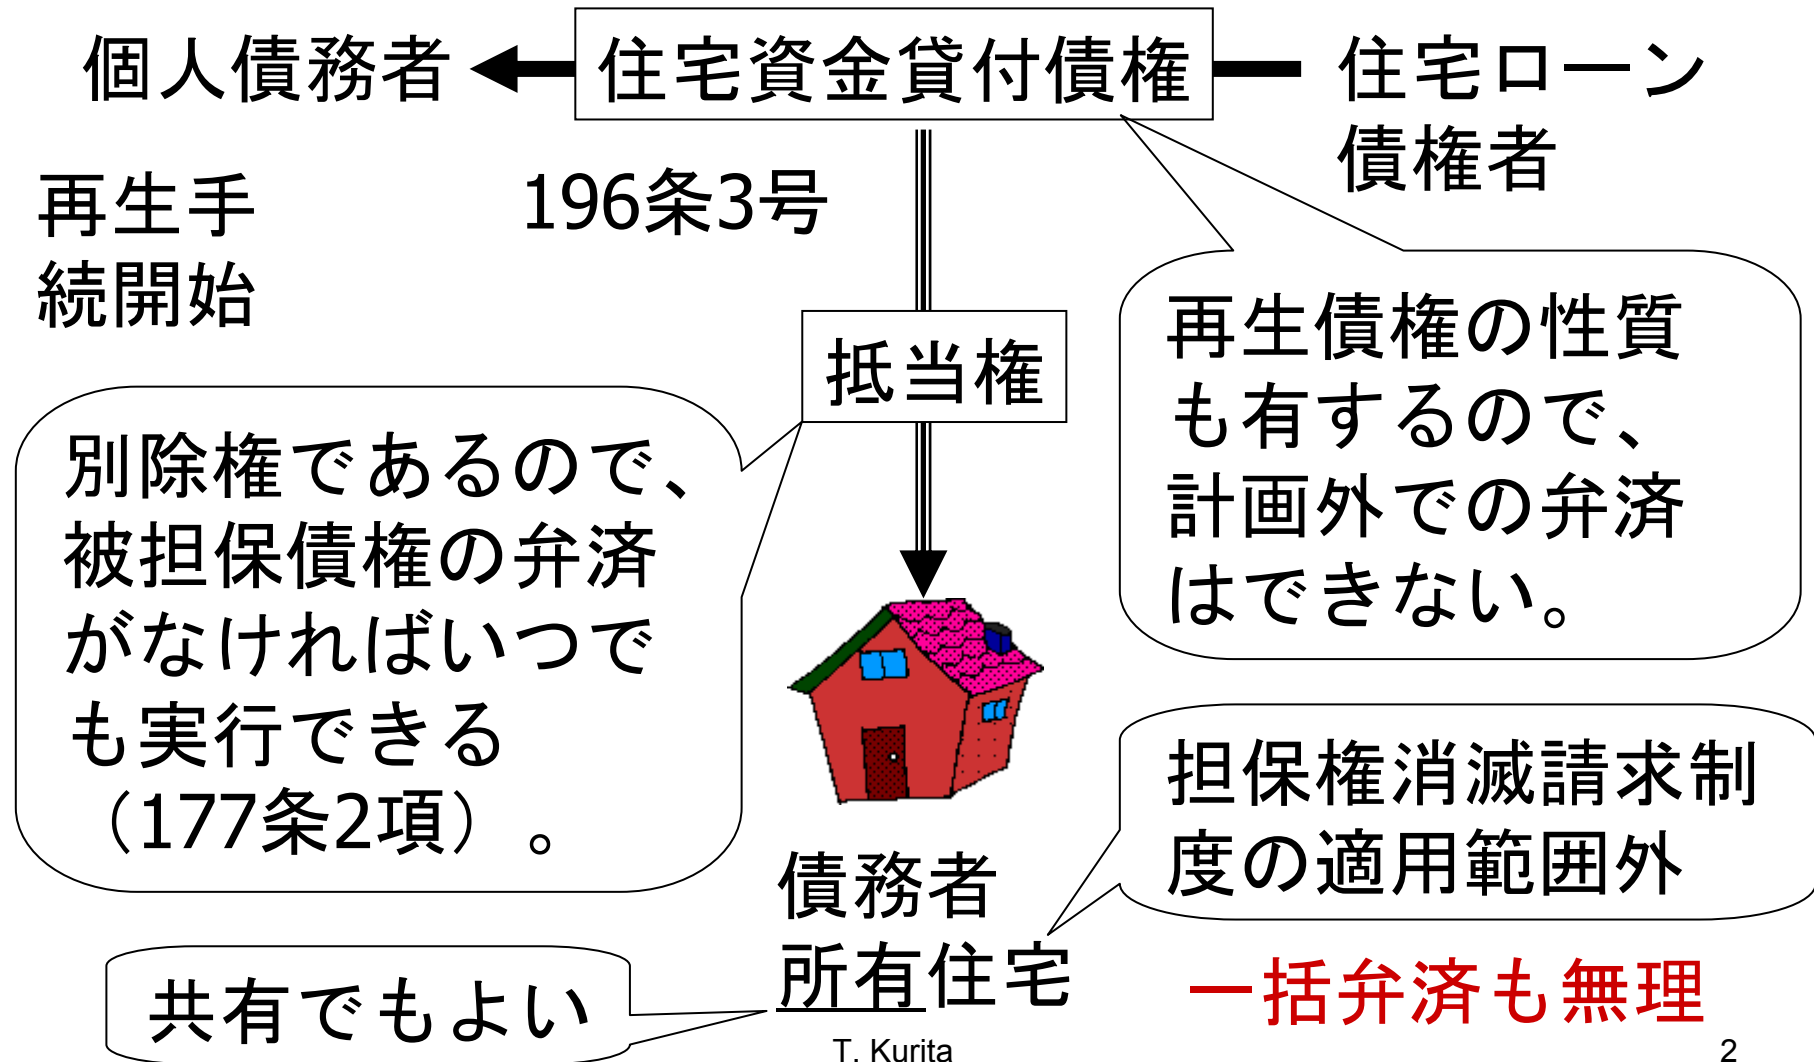 個人債務者
住宅資金貸付債権
住宅ローン
債権者
再生手
続開始
196条3号
抵当権
再生債権の性質
も有するので、
計画外での弁済
はできない。
別除権であるので、
被担保債権の弁済
がなければいつで
も実行できる
（177条2項）。
担保権消滅請求制
度の適用範囲外
債務者
所有住宅
共有でもよい
一括弁済も無理
T. Kurita
2